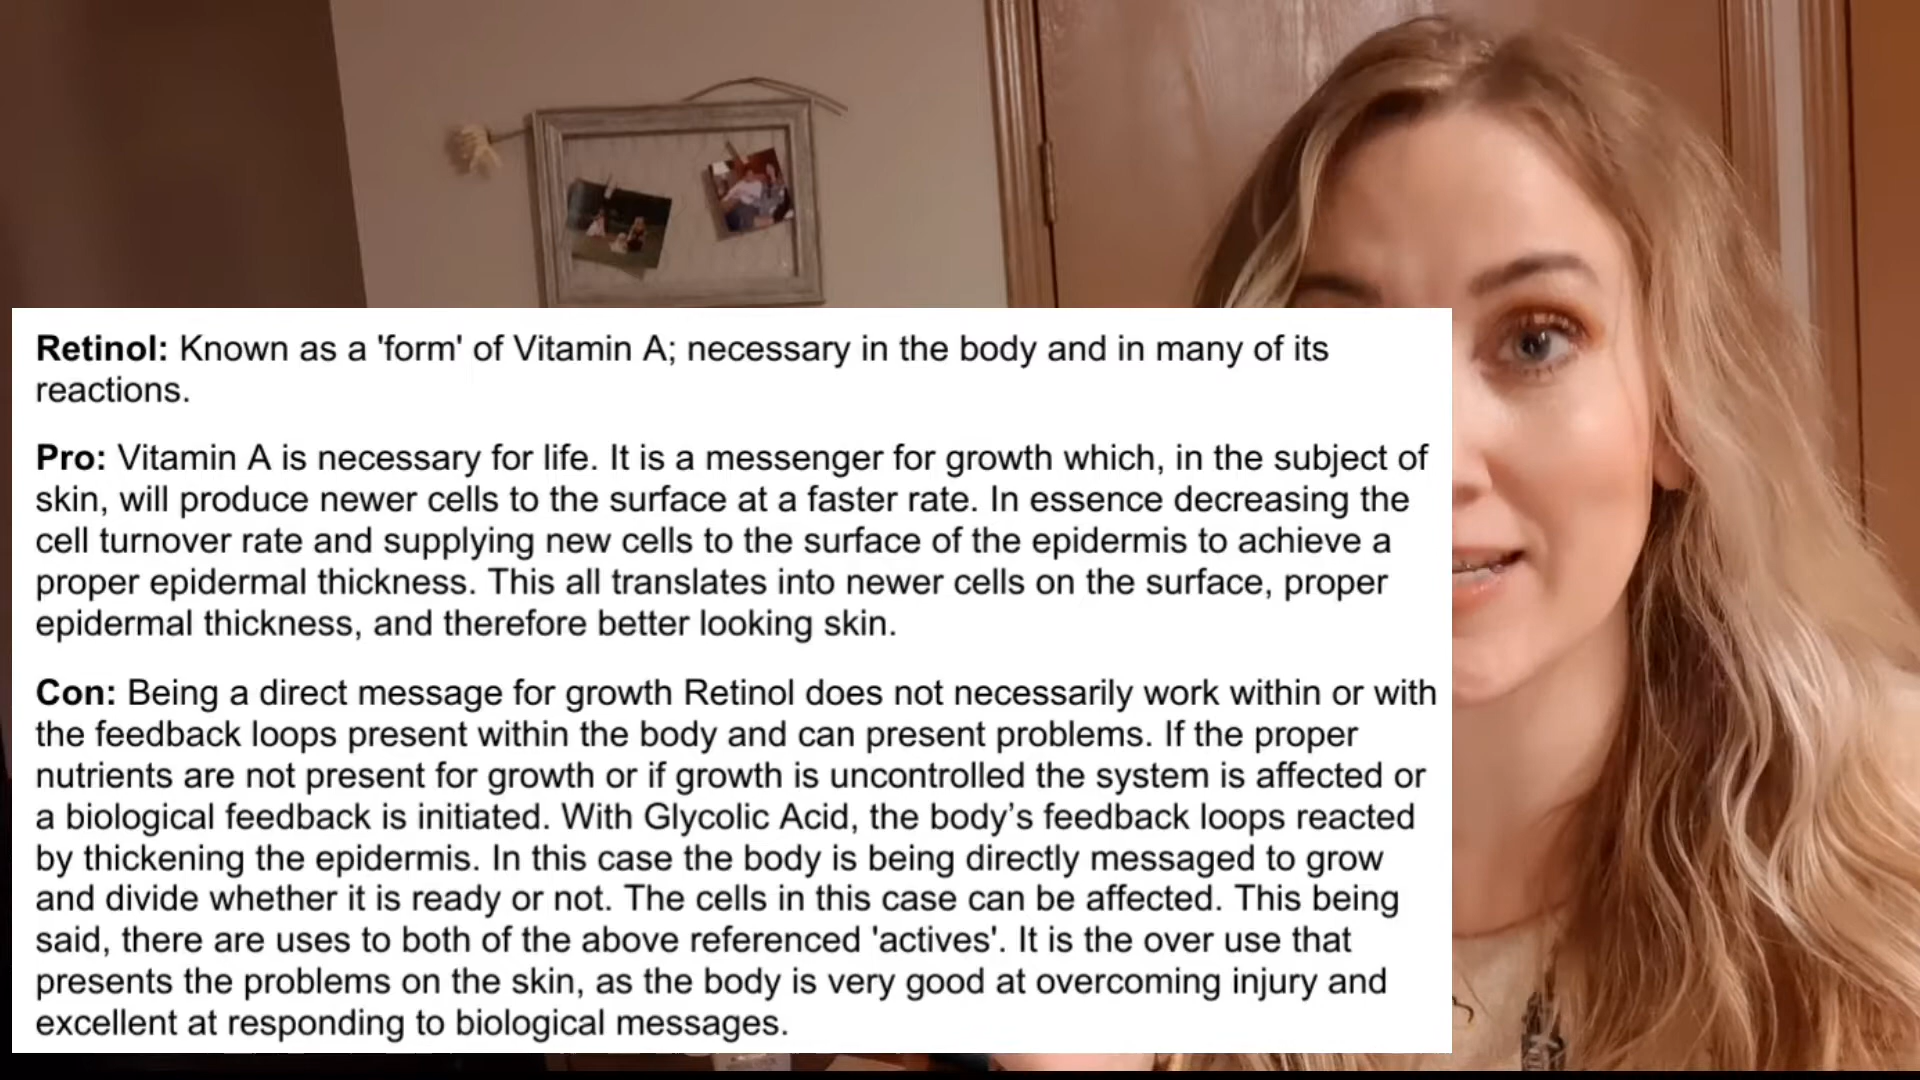 Retinol: Known as a 'form' of Vitamin A; necessary in the body and in many of its
reactions.
Pro: Vitamin A is necessary for life. It is a messenger for growth which, in the subject of
skin, will produce newer cells to the surface at a faster rate. In essence decreasing the
cell turnover rate and supplying new cells to the surface of the epidermis to achieve a
proper epidermal thickness. This all translates into newer cells on the surface, proper
epidermal thickness, and therefore better looking skin.
Con: Being a direct message for growth Retinol does not necessarily work within or with
the feedback loops present within the body and can present problems. If the proper
nutrients are not present for growth or if growth is uncontrolled the system is affected or
a biological feedback is initiated. With Glycolic Acid, the body’s feedback loops reacted
by thickening the epidermis. In this case the body is being directly messaged to grow
and divide whether it is ready or not. The cells in this case can be affected. This being
said, there are uses to both of the above referenced 'actives'. It is the over use that
presents the problems on the skin, as the body is very good at overcoming injury and
excellent at responding to biological messages.